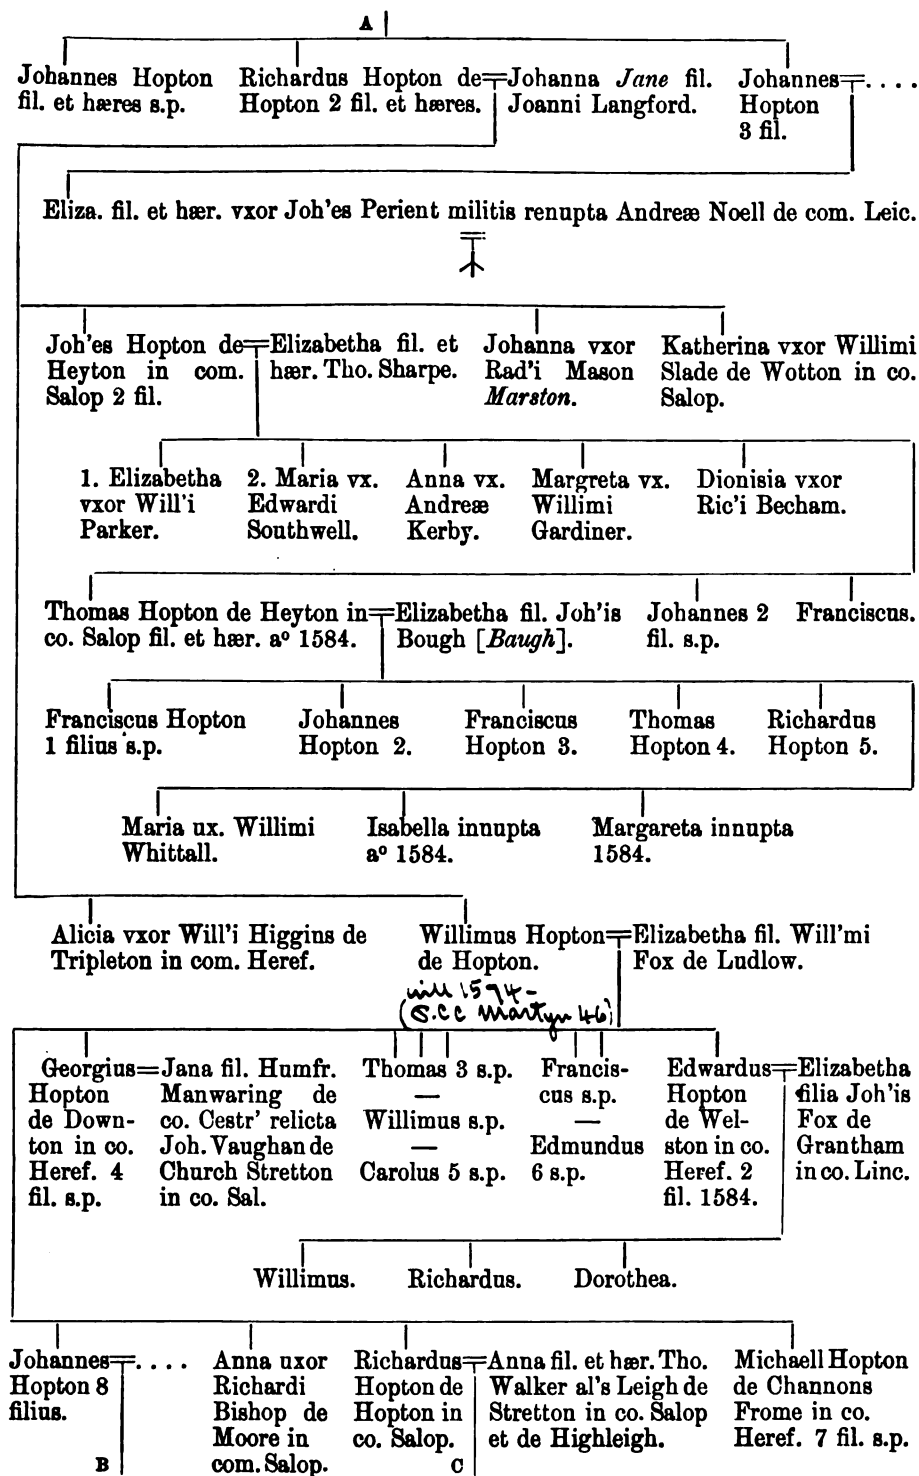 A
Johannes Hopton
fil. et hæres s.p.
Richardus Hopton de
Hopton 2 fil. et hæres.
Johanna Jane fil.
Joanni Langford.
Johannes
Hopton
3 fil.
. . . .
Eliza. fil. et hær. vxor Joh'es Perient militis renupta Andreæ Noell de com. Leic.
Joh'es Hopton de
Heyton in com.
Salop 2 fil.
Elizabetha fil. et
hær. Tho. Sharpe.
Johanna vxor
Rad'i Mason
Marston.
Katherina vxor Willimi
Slade de Wotton in co.
Salop.
1. Elizabetha
vxor Will'i
Parker.
2. Maria vx.
Edwardi
Southwell.
Anna vx.
Andreæ
Kerby.
Margreta vx.
Willimi
Gardiner.
Dionisia vxor
Ric'i Becham.
Thomas Hopton de Heyton in
co. Salop fil. et hær. aº 1584.
Elizabetha fil. Joh'is
Bough [Baugh].
Johannes 2
fil. s.p.
Franciscus.
Franciscus Hopton
1 filius s.p.
Johannes
Hopton 2.
Franciscus
Hopton 3.
Thomas
Hopton 4.
Richardus
Hopton 5.
Maria ux. Willimi
Whittall.
Isabella innupta
aº 1584.
Margareta innupta
1584.
Alicia vxor Will'i Higgins de
Tripleton in com. Heref.
Willimus Hopton
de Hopton.
will 1594-
(P.C.C Martyn 46)
Elizabetha fil. Will'mi
Fox de Ludlow.
Georgius
Hopton
de Down-
ton in co.
Heref. 4
fil. s.p.
Jana fil. Humfr.
Manwaring de
co. Cestr' relicta
Joh. Vaughan de
Church Stretton
in co. Sal.
Thomas 3 s.p.
—
Willimus s.p.
—
Carolus 5 s.p.
Francis-
cus s.p.
—
Edmundus
6 s.p.
Edwardus
Hopton
de Wel-
ston in co.
Heref. 2
fil. 1584.
Elizabetha
filia Joh'is
Fox de
Grantham
in co. Linc.
Willimus.
Richardus.
Dorothea.
Johannes
Hopton 8
filius.
B
. . . .
Anna uxor
Richardi
Bishop de
Moore in
com. Salop.
Richardus
Hopton de
Hopton in
co. Salop.
C
Anna fil. et hær. Tho.
Walker al's Leigh de
Stretton in co. Salop
et de Highleigh.
Michaell Hopton
de Channons
Frome in co.
Heref. 7 fil. s.p.